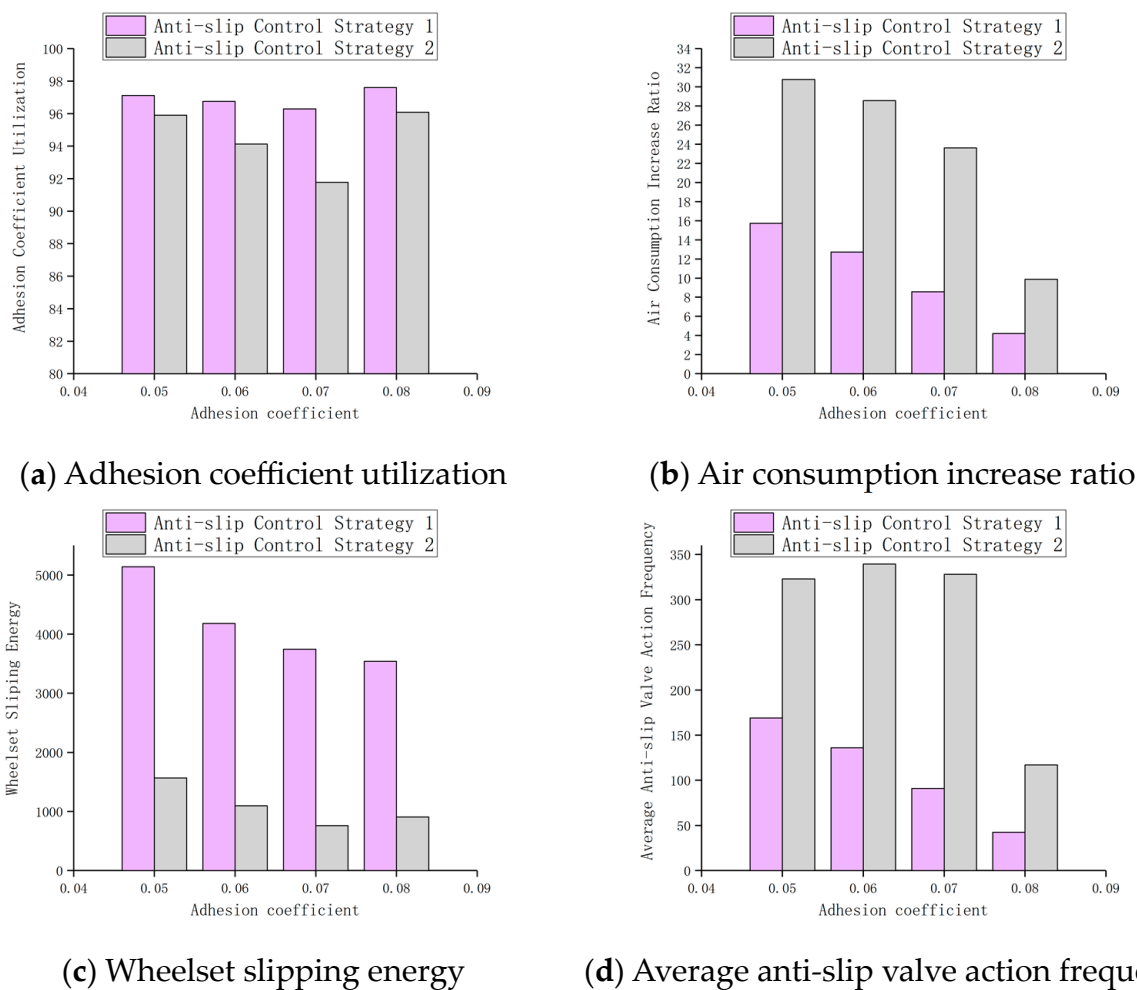 Anti-slip Control Strategy 1
Anti-slip Control Strategy 2
Adhesion Coefficient Utilization
100
98
96
94
92
90
88
86
84
82
80
0.04 0.05 0.06 0.07 0.08 0.09
Adhesion coefficient
(a) Adhesion coefficient utilization
Anti-slip Control Strategy 1
Anti-slip Control Strategy 2
Air Consumption Increase Ratio
34
32
30
28
26
24
22
20
18
16
14
12
10
8
6
4
2
0
0.04 0.05 0.06 0.07 0.08 0.09
Adhesion coefficient
(b) Air consumption increase ratio
Anti-slip Control Strategy 1
Anti-slip Control Strategy 2
Wheelset Sliping Energy
5000
4000
3000
2000
1000
0
0.04 0.05 0.06 0.07 0.08 0.09
Adhesion coefficient
(c) Wheelset slipping energy
Anti-slip Control Strategy 1
Anti-slip Control Strategy 2
Average Anti-slip Valve Action Frequency
350
300
250
200
150
100
50
0
0.04 0.05 0.06 0.07 0.08 0.09
Adhesion coefficient
(d) Average anti-slip valve action freque